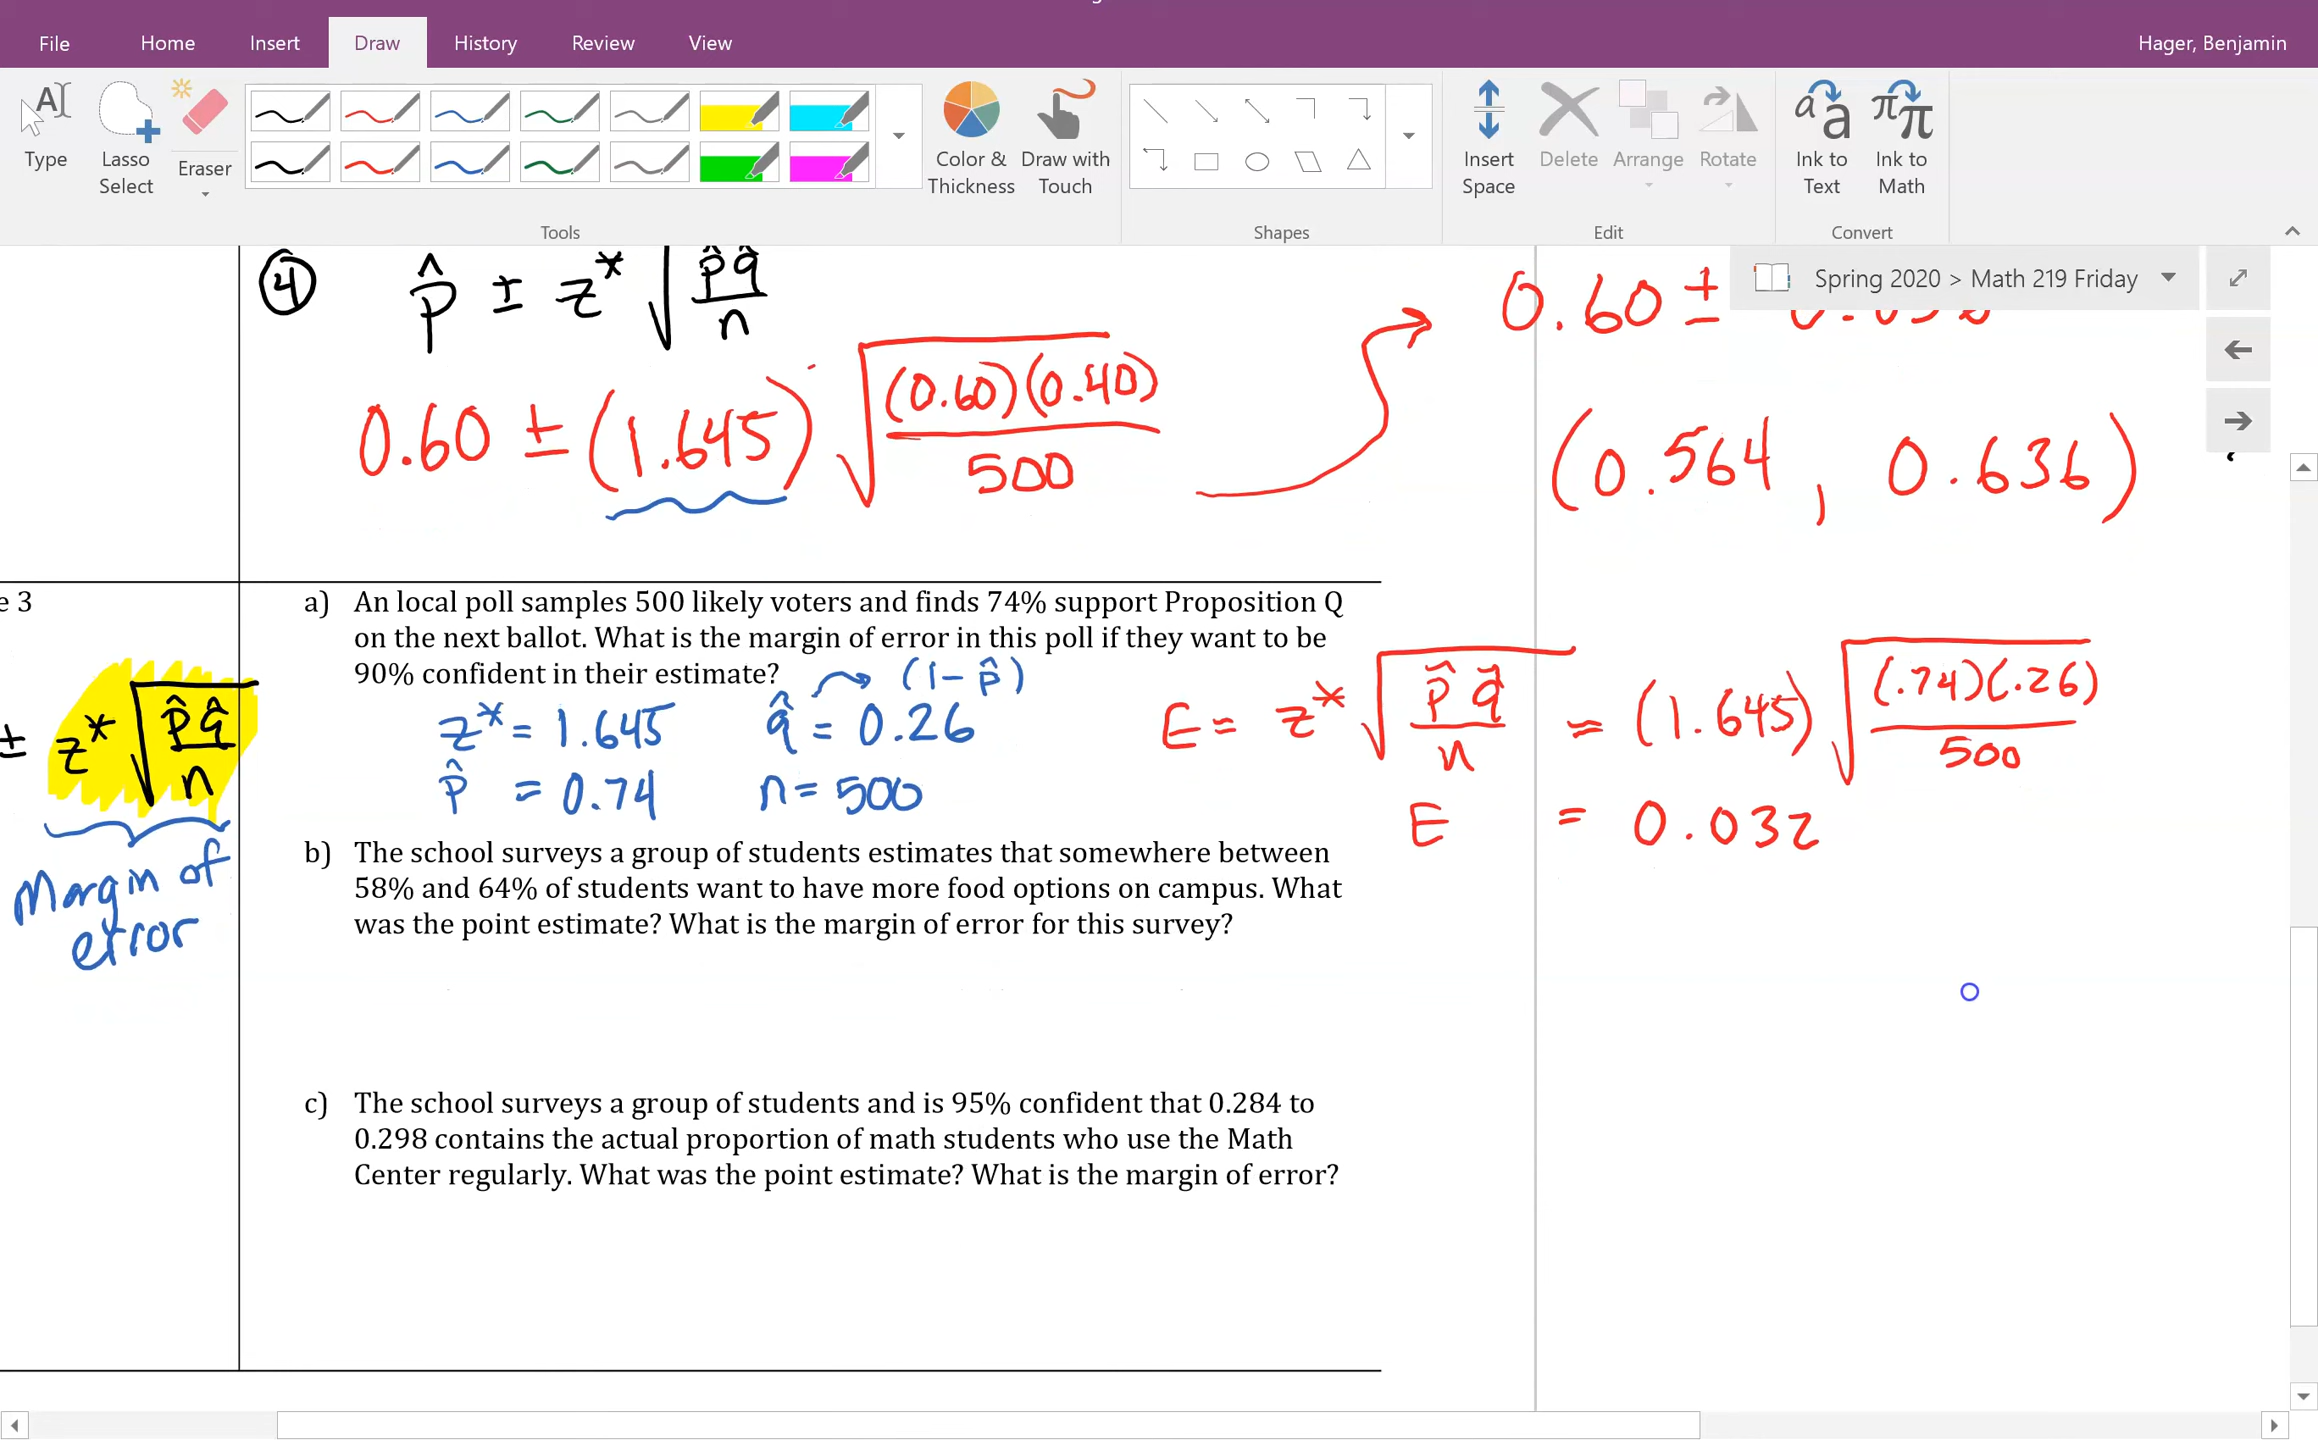 File Home Insert Draw History Review View Hager, Benjamin
Type
Lasso Select
Eraser
Color & Thickness
Draw with Touch
Insert Space
Delete
Arrange
Rotate
Ink to Text
Ink to Math
Tools Shapes Edit Convert
Spring 2020 > Math 219 Friday
④ p̂ ± z* √(p̂q̂/n)
0.60 ±
0.60 ± (1.645) √((0.60)(0.40)/500)
(0.564, 0.636)
e 3
a) An local poll samples 500 likely voters and finds 74% support Proposition Q
on the next ballot. What is the margin of error in this poll if they want to be
90% confident in their estimate?
(1-p̂)
z* = 1.645 q̂ = 0.26
p̂ = 0.74 n = 500
E = z* √(p̂ q̂/n) = (1.645) √((.74)(.26)/500)
E = 0.032
± z* √(p̂q̂/n)
Margin of
error
b) The school surveys a group of students estimates that somewhere between
58% and 64% of students want to have more food options on campus. What
was the point estimate? What is the margin of error for this survey?
c) The school surveys a group of students and is 95% confident that 0.284 to
0.298 contains the actual proportion of math students who use the Math
Center regularly. What was the point estimate? What is the margin of error?